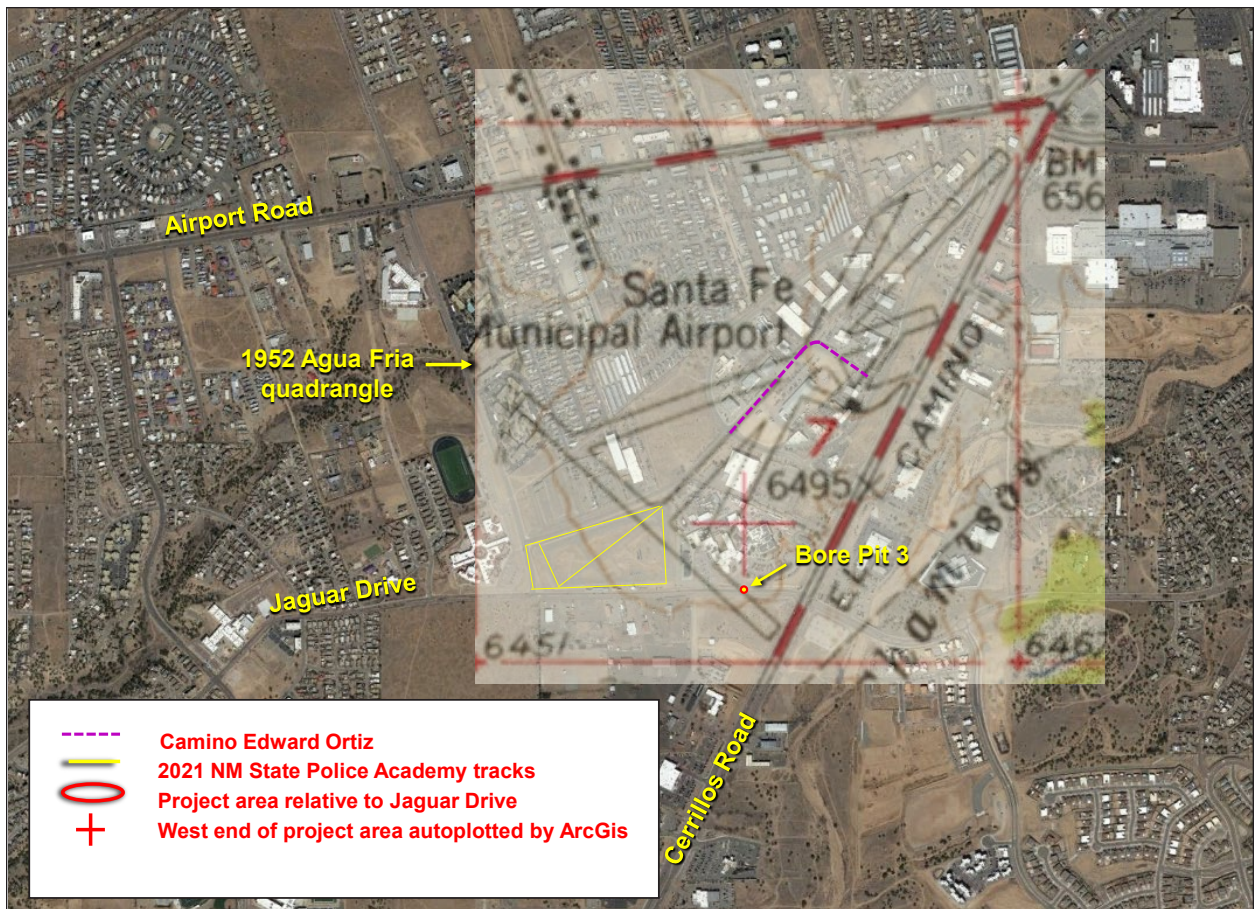 Airport Road
BM
656
Santa Fe
Municipal Airport
1952 Agua Fria
quadrangle
CAMINO
6495
Bore Pit 3
EL
Jaguar Drive
6451
646
Cerrillos Road
Camino Edward Ortiz
2021 NM State Police Academy tracks
Project area relative to Jaguar Drive
West end of project area autoplotted by ArcGis